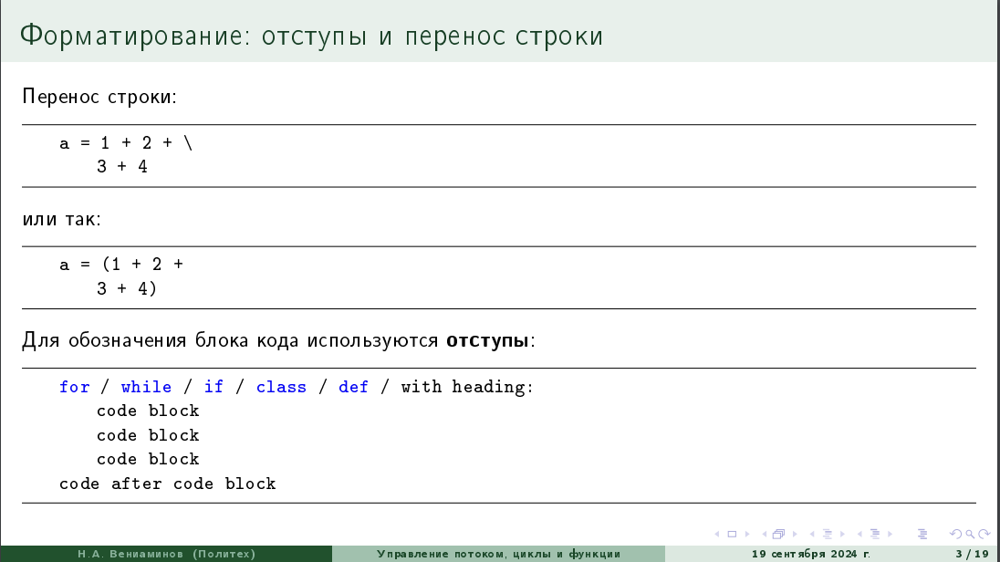 Форматирование: отступы и перенос строки
Перенос строки:
a = 1 + 2 + \
3 + 4
или так:
a = (1 + 2 +
3 + 4)
Для обозначения блока кода используются отступы:
for / while / if / class / def / with heading:
code block
code block
code block
code after code block
Н.А. Вениаминов (Политех) Управление потоком, циклы и функции 19 сентября 2024 г. 3 / 19